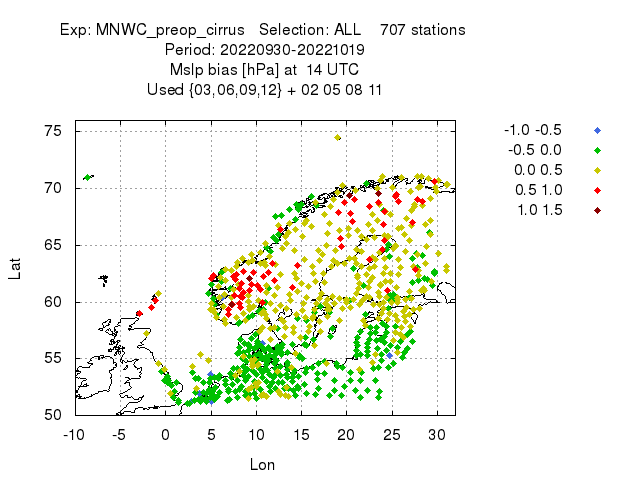 Exp: MNWC_preop_cirrus   Selection: ALL    707 stations
Period: 20220930-20221019
Mslp bias [hPa] at  14 UTC
Used {03,06,09,12} + 02 05 08 11
-1.0 -0.5
-0.5 0.0
0.0 0.5
0.5 1.0
1.0 1.5
75
70
65
60
55
50
Lat
-10 -5 0 5 10 15 20 25 30
Lon